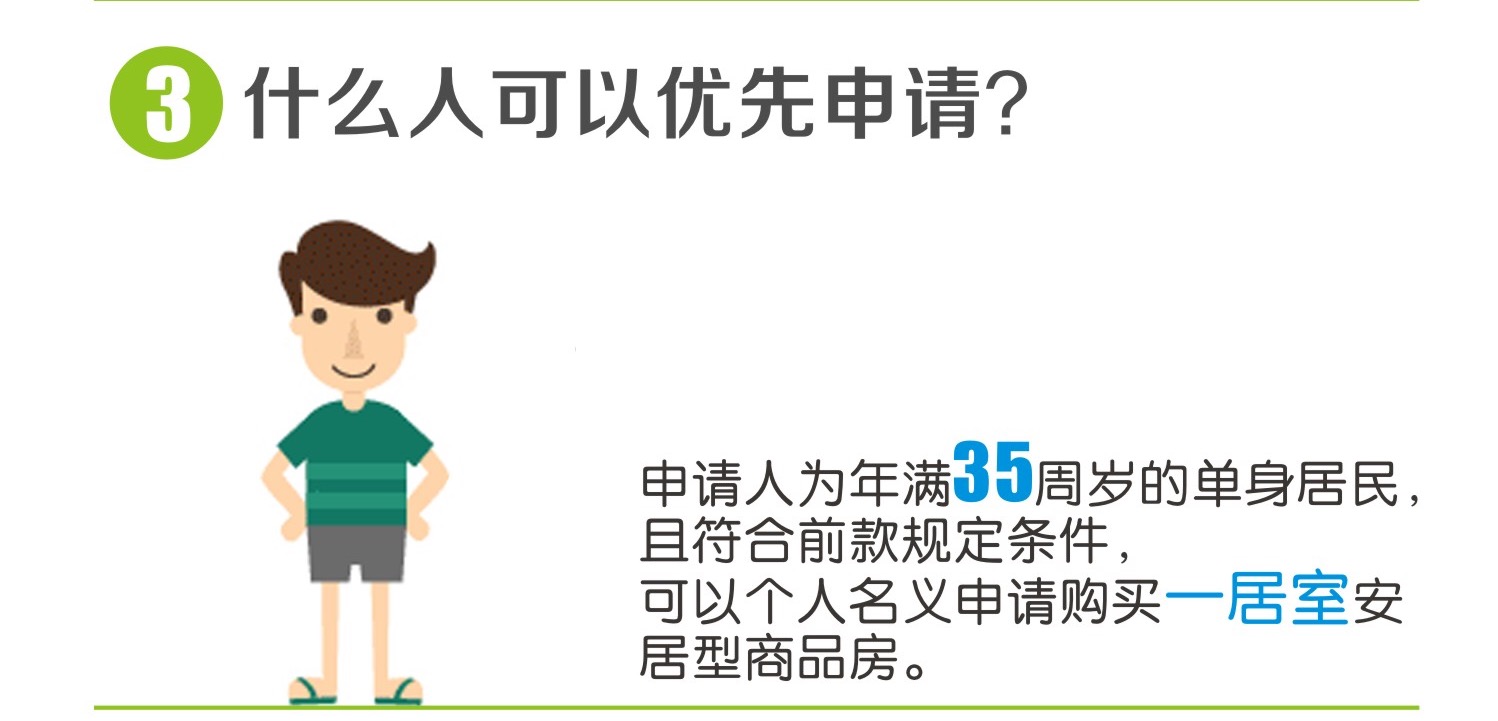 3 什么人可以优先申请?
申请人为年满35周岁的单身居民,
且符合前款规定条件,
可以个人名义申请购买一居室安
居型商品房。